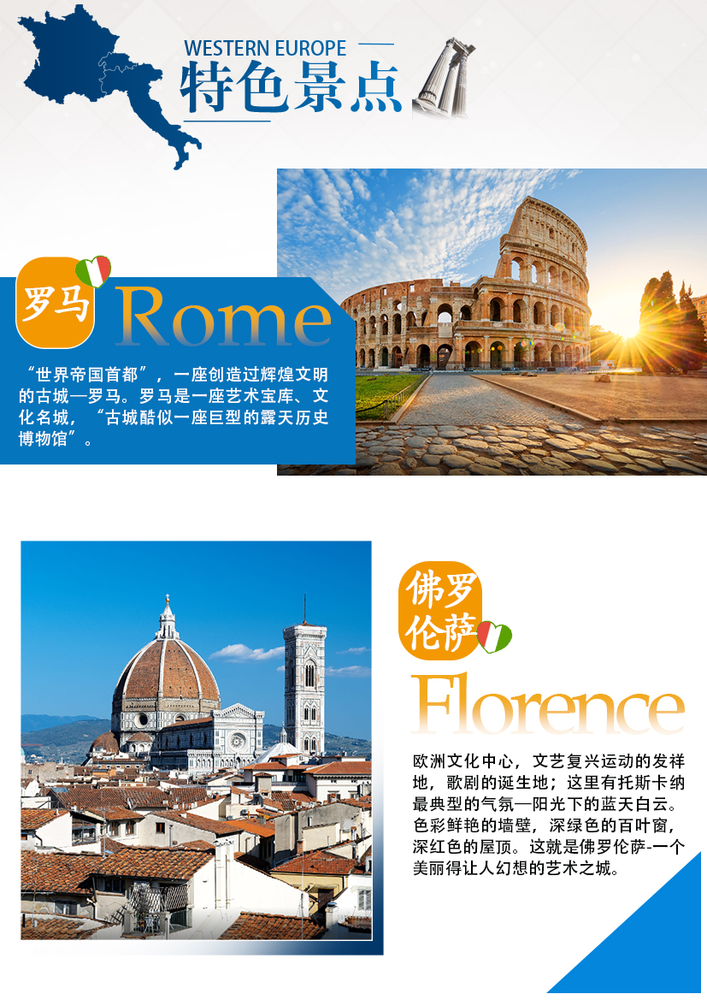 WESTERN EUROPE
特色景点
罗马
Rome
“世界帝国首都”，一座创造过辉煌文明
的古城—罗马。罗马是一座艺术宝库、文
化名城，“古城酷似一座巨型的露天历史
博物馆”。
佛罗
伦萨
Florence
欧洲文化中心，文艺复兴运动的发祥
地，歌剧的诞生地；这里有托斯卡纳
最典型的气氛—阳光下的蓝天白云。
色彩鲜艳的墙壁，深绿色的百叶窗，
深红色的屋顶。这就是佛罗伦萨-一个
美丽得让人幻想的艺术之城。